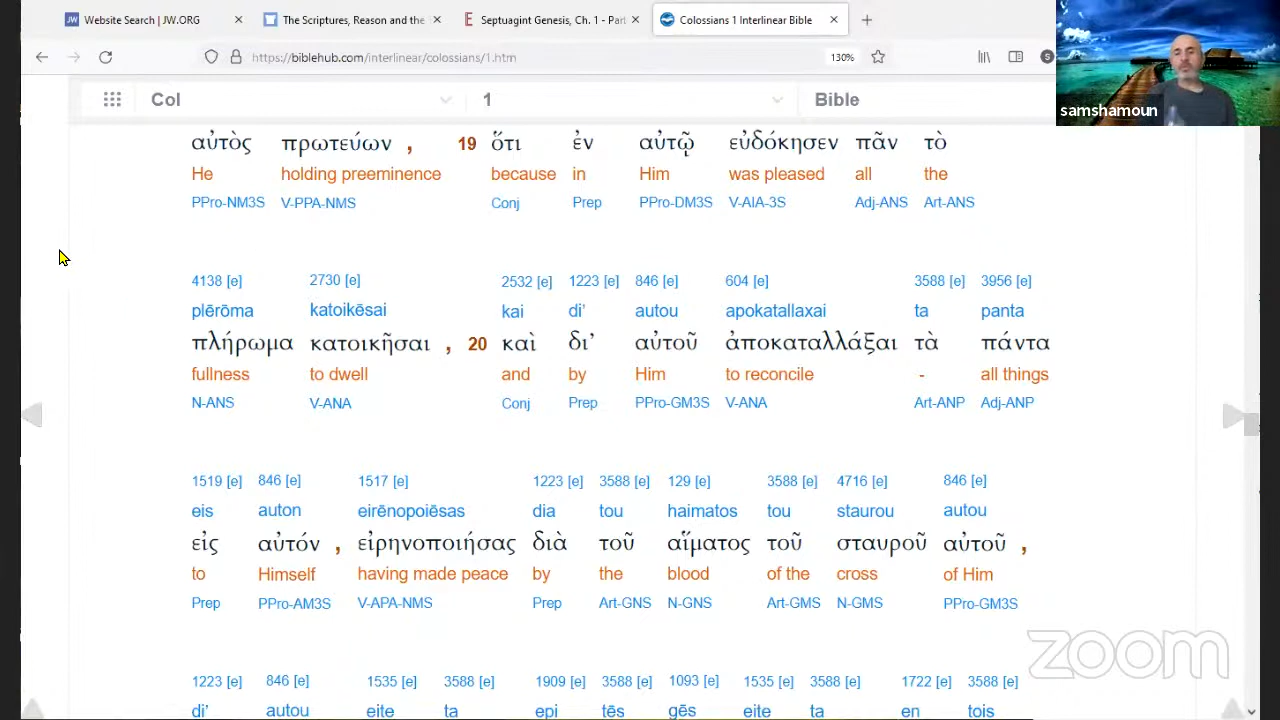 Website Search | JW.ORG The Scriptures, Reason and the Septuagint Genesis, Ch. 1 - Part Colossians 1 Interlinear Bible
https://biblehub.com/interlinear/colossians/1.htm 130% S
samshamoun
Col 1 Bible
αὐτὸς πρωτεύων , 19 ὅτι ἐν αὐτῷ εὐδόκησεν πᾶν τὸ
He holding preeminence because in Him was pleased all the
PPro-NM3S V-PPA-NMS Conj Prep PPro-DM3S V-AIA-3S Adj-ANS Art-ANS
4138 [e] 2730 [e] 2532 [e] 1223 [e] 846 [e] 604 [e] 3588 [e] 3956 [e]
plērōma katoikēsai kai di’ autou apokatallaxai ta panta
πλήρωμα κατοικῆσαι , 20 καὶ δι’ αὐτοῦ ἀποκαταλλάξαι τὰ πάντα
fullness to dwell and by Him to reconcile - all things
N-ANS V-ANA Conj Prep PPro-GM3S V-ANA Art-ANP Adj-ANP
1519 [e] 846 [e] 1517 [e] 1223 [e] 3588 [e] 129 [e] 3588 [e] 4716 [e] 846 [e]
eis auton eirēnopoiēsas dia tou haimatos tou staurou autou
εἰς αὐτόν , εἰρηνοποιήσας διὰ τοῦ αἵματος τοῦ σταυροῦ αὐτοῦ ,
to Himself having made peace by the blood of the cross of Him
Prep PPro-AM3S V-APA-NMS Prep Art-GNS N-GNS Art-GMS N-GMS PPro-GM3S
zoom
1223 [e] 846 [e] 1535 [e] 3588 [e] 1909 [e] 3588 [e] 1093 [e] 1535 [e] 3588 [e] 1722 [e] 3588 [e]
di’ autou eite ta epi tēs gēs eite ta en tois